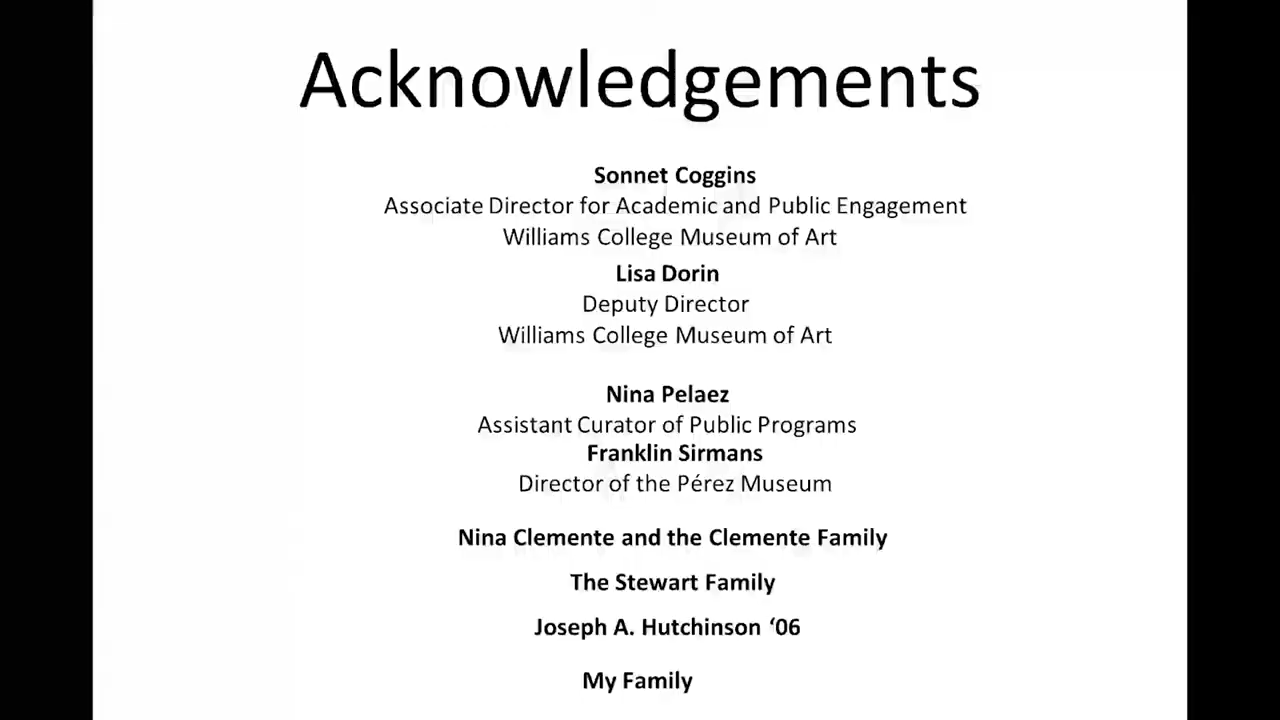 Acknowledgements
Sonnet Coggins
Associate Director for Academic and Public Engagement
Williams College Museum of Art
Lisa Dorin
Deputy Director
Williams College Museum of Art
Nina Pelaez
Assistant Curator of Public Programs
Franklin Sirmans
Director of the Pérez Museum
Nina Clemente and the Clemente Family
The Stewart Family
Joseph A. Hutchinson ‘06
My Family